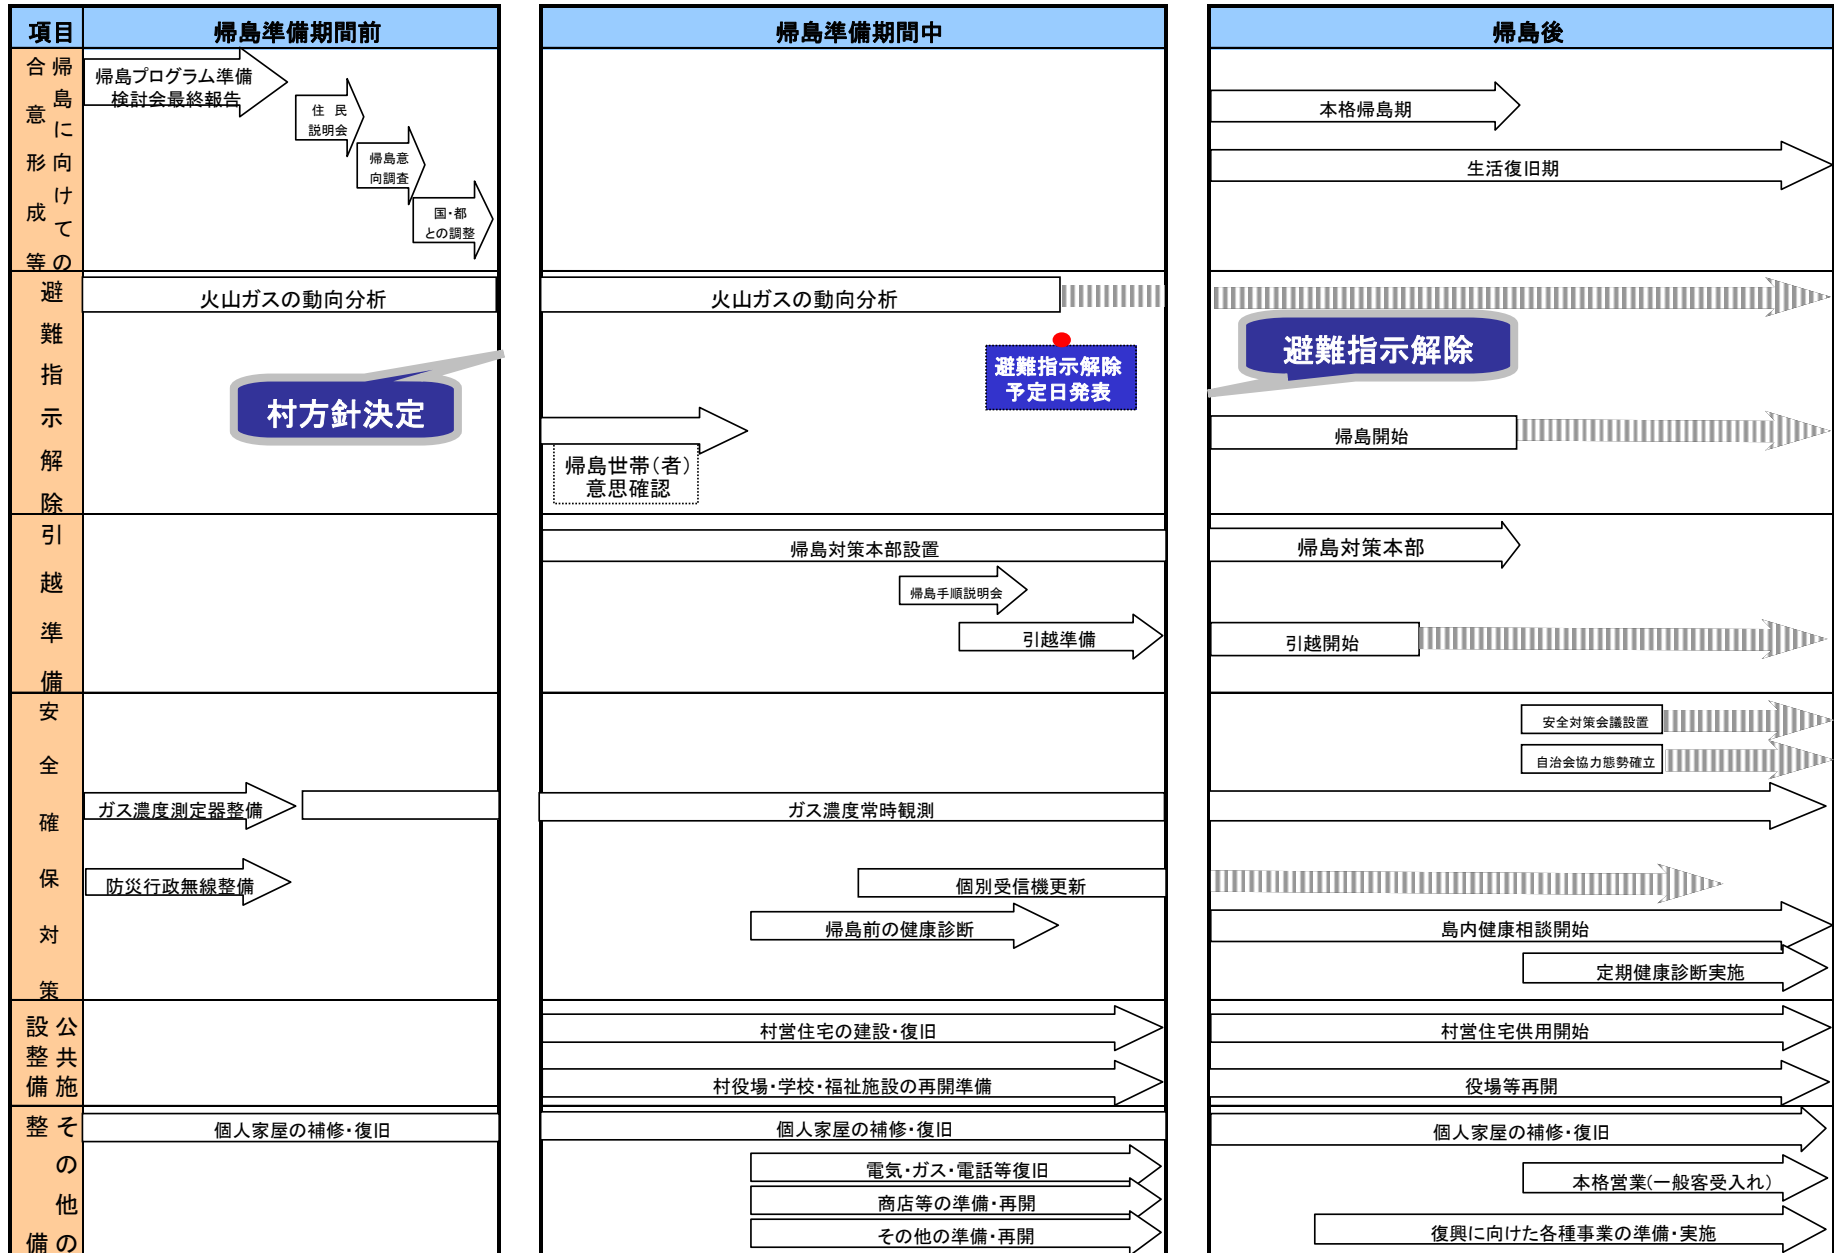 項目
帰島準備期間前
帰島準備期間中
帰島後
帰島に向けての
合意形成等
帰島プログラム準備
検討会最終報告
住 民
説明会
帰島意
向調査
国・都
との調整
本格帰島期
生活復旧期
避難指示解除
火山ガスの動向分析
火山ガスの動向分析
村方針決定
避難指示解除
予定日発表
避難指示解除
帰島世帯(者)
意思確認
帰島開始
引越準備
帰島対策本部設置
帰島対策本部
帰島手順説明会
引越準備
引越開始
安全確保対策
安全対策会議設置
自治会協力態勢確立
ガス濃度測定器整備
ガス濃度常時観測
防災行政無線整備
個別受信機更新
帰島前の健康診断
島内健康相談開始
定期健康診断実施
公共施
設整備
村営住宅の建設・復旧
村営住宅供用開始
村役場・学校・福祉施設の再開準備
役場等再開
その他の
整備
個人家屋の補修・復旧
個人家屋の補修・復旧
個人家屋の補修・復旧
電気・ガス・電話等復旧
本格営業(一般客受入れ)
商店等の準備・再開
その他の準備・再開
復興に向けた各種事業の準備・実施